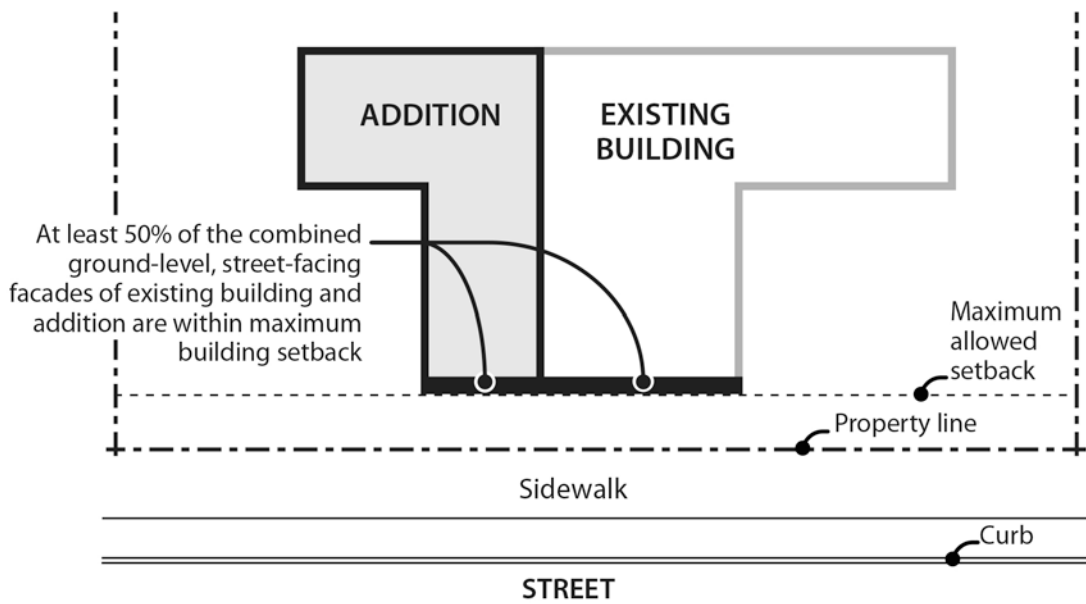 ADDITION
EXISTING
BUILDING
At least 50% of the combined
ground-level, street-facing
facades of existing building and
addition are within maximum
building setback
Maximum
allowed
setback
Property line
Sidewalk
Curb
STREET